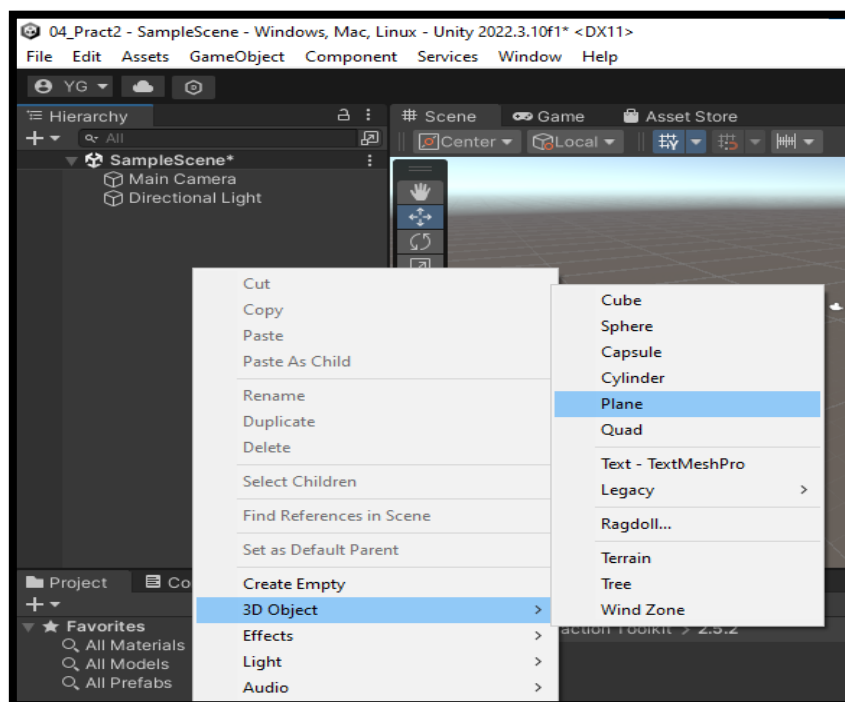 04_Pract2 - SampleScene - Windows, Mac, Linux - Unity 2022.3.10f1* <DX11>
File Edit Assets GameObject Component Services Window Help
YG
Hierarchy
Scene Game Asset Store
All
Center Local
SampleScene*
Main Camera
Directional Light
Cut
Copy
Paste
Paste As Child
Rename
Duplicate
Delete
Select Children
Find References in Scene
Set as Default Parent
Create Empty
3D Object >
Effects >
Light >
Audio >
Cube
Sphere
Capsule
Cylinder
Plane
Quad
Text - TextMeshPro
Legacy >
Ragdoll...
Terrain
Tree
Wind Zone
Project Co
Favorites
All Materials
All Models
All Prefabs
action Toolkit > 2.5.2